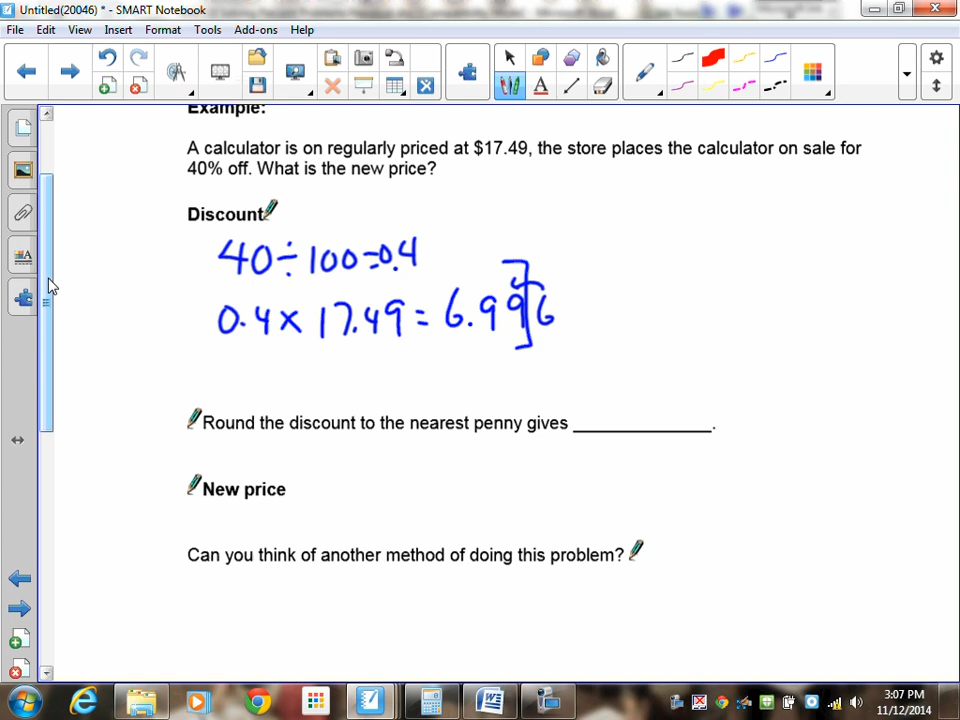 Untitled(20046) * - SMART Notebook
File Edit View Insert Format Tools Add-ons Help
Example:
A calculator is on regularly priced at $17.49, the store places the calculator on sale for
40% off. What is the new price?
Discount
40 ÷ 100 = 0.4
0.4 x 17.49 = 6.996
Round the discount to the nearest penny gives ______________.
New price
Can you think of another method of doing this problem?
3:07 PM
11/12/2014